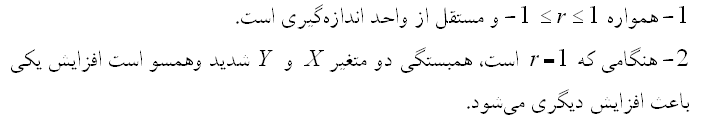 1- همواره 1 ≥ r ≥ 1- و مستقل از واحد اندازه‌گیری است.
2- هنگامی که r=1 است، همبستگی دو متغیر X و Y شدید وهمسو است افزایش یکی
باعث افزایش دیگری می‌شود.